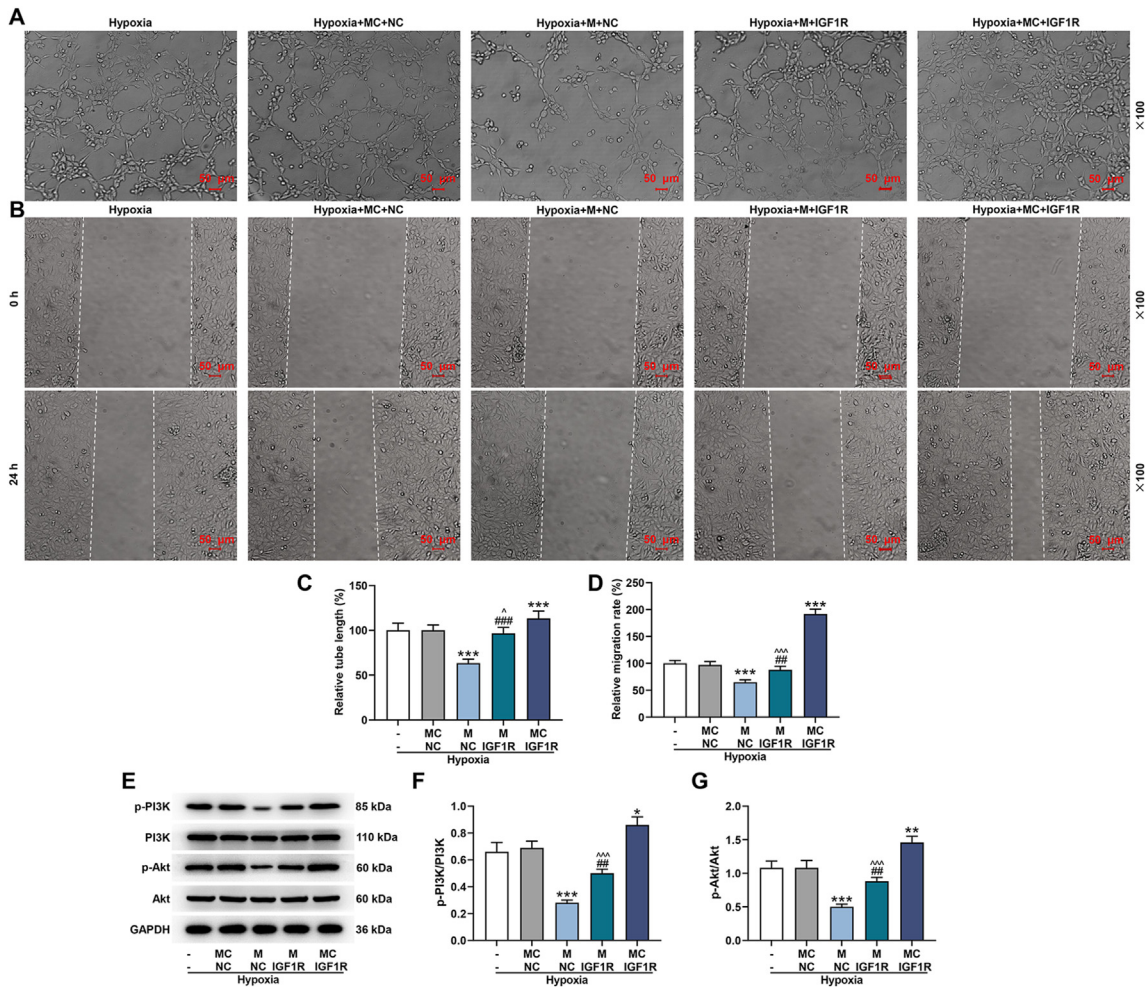 A
Hypoxia Hypoxia+MC+NC Hypoxia+M+NC Hypoxia+M+IGF1R Hypoxia+MC+IGF1R
50 μm 50 μm 50 μm 50 μm 50 μm
×100
B
Hypoxia Hypoxia+MC+NC Hypoxia+M+NC Hypoxia+M+IGF1R Hypoxia+MC+IGF1R
0 h
50 μm 50 μm 50 μm 50 μm 50 μm
×100
24 h
50 μm 50 μm 50 μm 50 μm 50 μm
×100
C
Relative tube length (%)
150
100
50
0
***
^
###
***
- MC M M MC
- NC NC IGF1R IGF1R
Hypoxia
D
Relative migration rate (%)
250
200
150
100
50
0
***
^^^
##
***
- MC M M MC
- NC NC IGF1R IGF1R
Hypoxia
E
p-PI3K 85 kDa
PI3K 110 kDa
p-Akt 60 kDa
Akt 60 kDa
GAPDH 36 kDa
- MC M M MC
- NC NC IGF1R IGF1R
Hypoxia
F
p-PI3K/PI3K
1.0
0.8
0.6
0.4
0.2
0.0
***
^^^
##
*
- MC M M MC
- NC NC IGF1R IGF1R
Hypoxia
G
p-Akt/Akt
2.0
1.5
1.0
0.5
0.0
***
^^^
##
**
- MC M M MC
- NC NC IGF1R IGF1R
Hypoxia